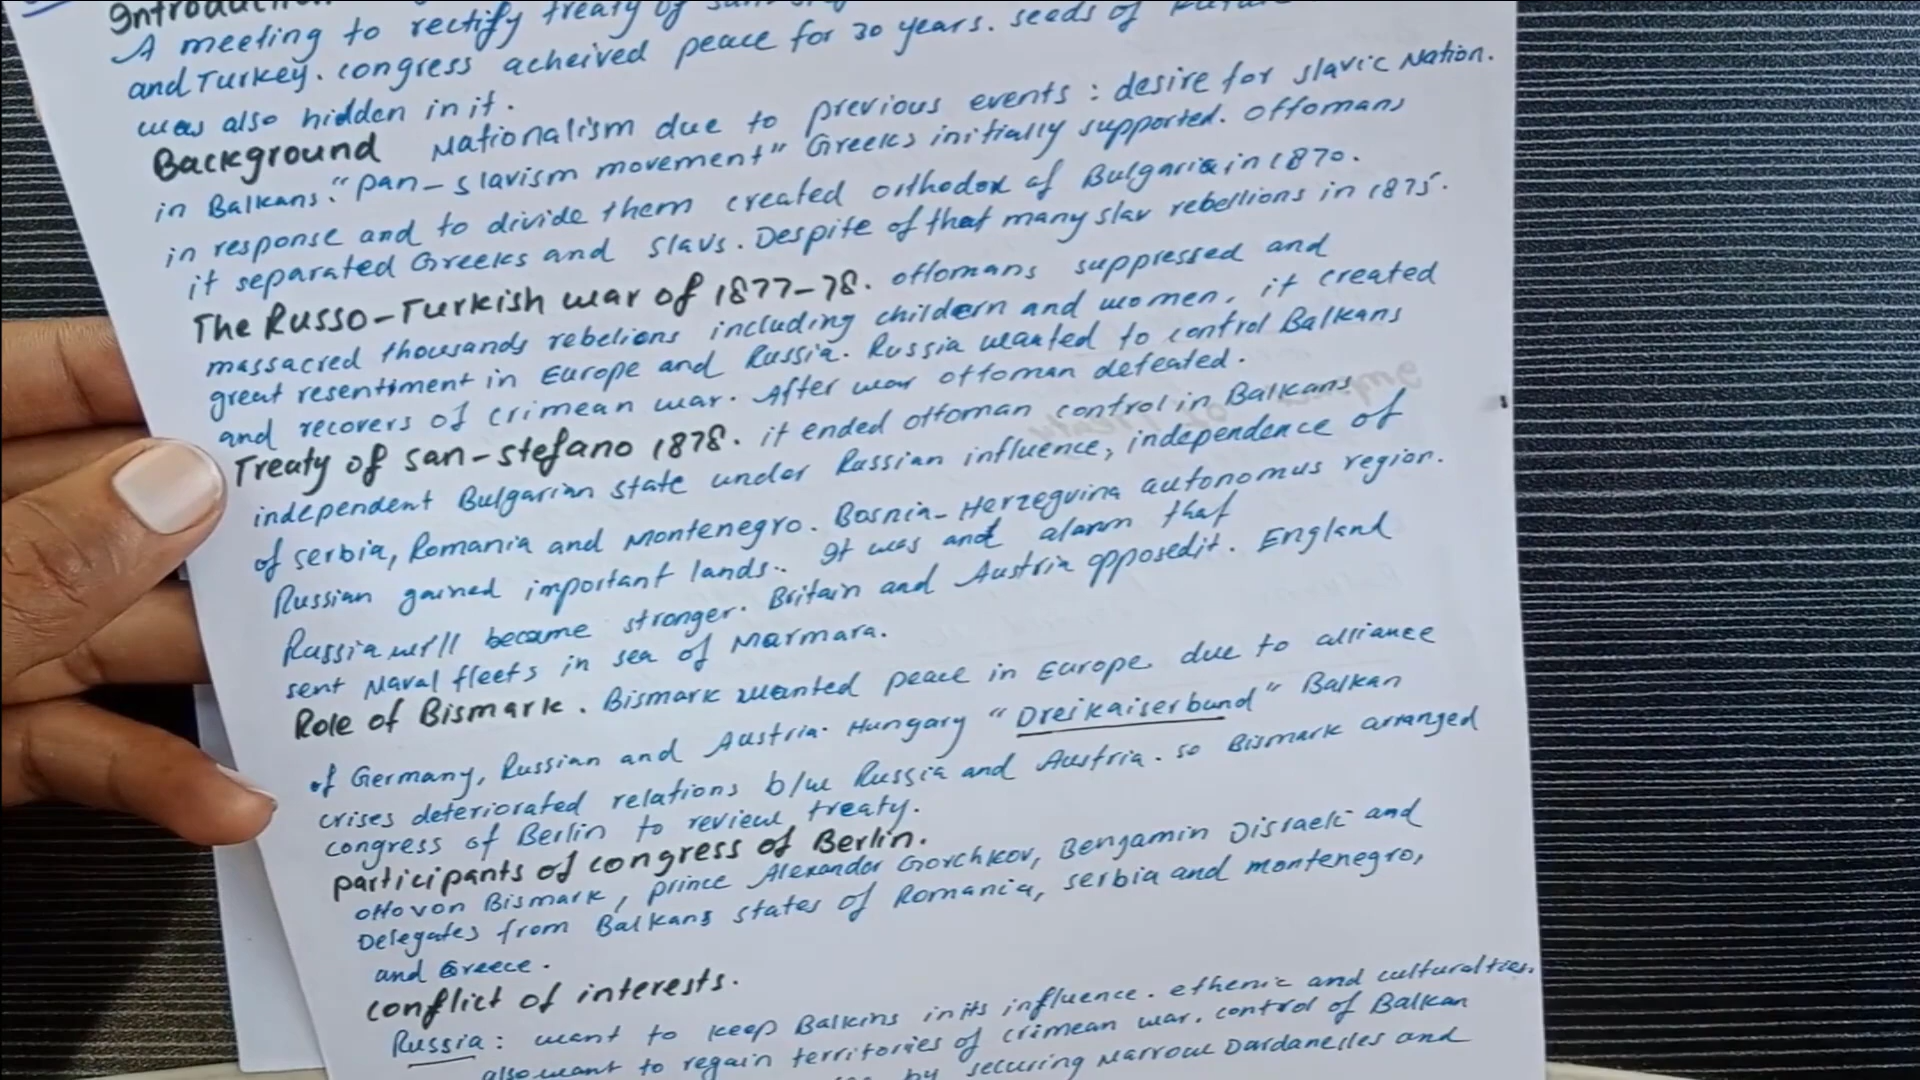 Introduction
A meeting to rectify treaty of
and Turkey. congress acheived peace for 30 years. seeds of
was also hidden in it.
Background Nationalism due to previous events: desire for slavic Nation.
in Balkans. "pan-slavism movement" Greeks initially supported. ottomans
in response and to divide them created orthodox of Bulgaria in 1870.
it separated Greeks and slavs. Despite of that many slav rebellions in 1875.
The Russo-Turkish war of 1877-78. ottomans suppressed and
massacred thousands rebelions including childern and women, it created
great resentiment in Europe and Russia. Russia wanted to control Balkans
and recovers of crimean war. After war ottoman defeated.
Treaty of san-stefano 1878. it ended ottoman control in Balkans
independent Bulgarian state under Russian influence, independence of
of serbia, Romania and Montenegro. Bosnia-Herzegvina autonomus region.
Russian gained important lands.. It was and alarm that
Russia will became stronger. Britain and Austria opposedit. England
sent Naval fleets in sea of Marmara.
Role of Bismark. Bismark wanted peace in Europe due to alliance
of Germany, Russian and Austria-Hungary "Dreikaiserbund" Balkan
crises deteriorated relations b/w Russia and Austria. so Bismark arranged
congress of Berlin to review treaty.
participants of congress of Berlin.
otto von Bismark, prince Alexander Gorchkov, Bengamin Disraeli and
Delegates from Balkans states of Romania, serbia and montenegro,
and Greece.
conflict of interests.
Russia: want to keep Balkins in its influence. ethenic and cultural ties.
also want to regain territories of crimean war. control of Balkan
by securing Narrow Dardanelles and